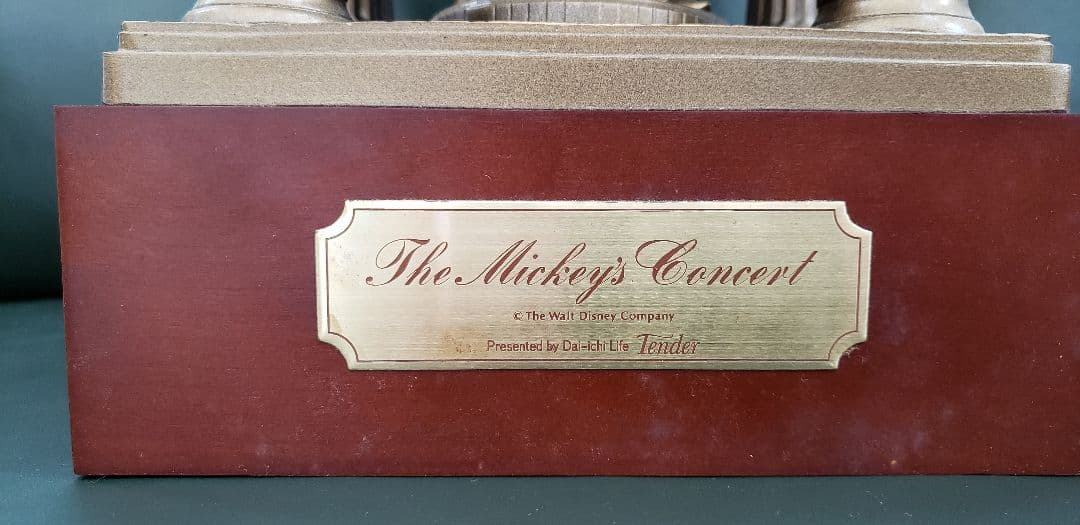 The Mickey's Concert
© The Walt Disney Company
Presented by Dai-ichi Life Tender